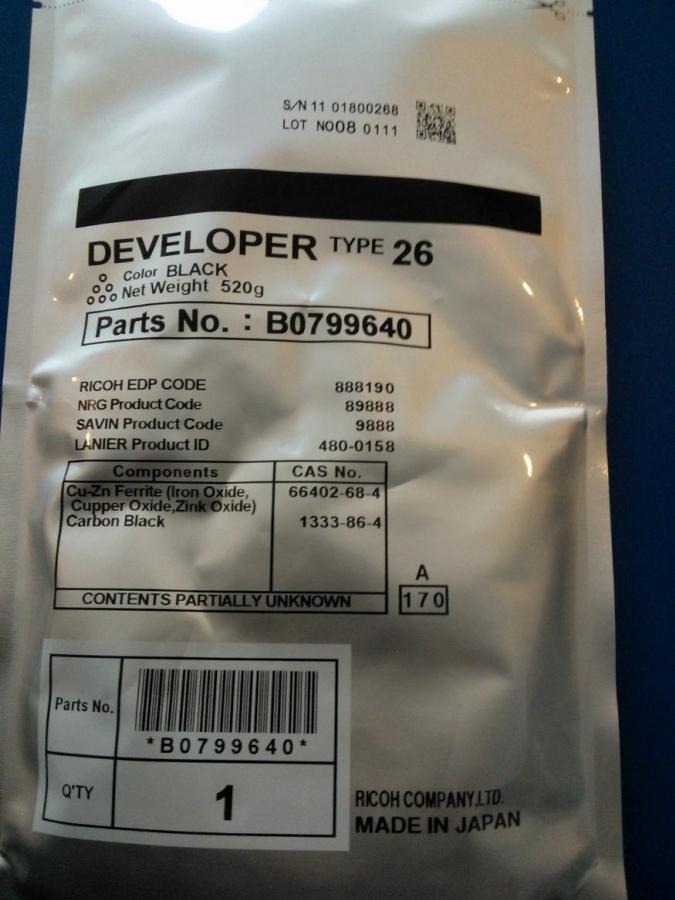 S/N 11 01800268
LOT NO08 0111
DEVELOPER TYPE 26
Color BLACK
Net Weight 520g
Parts No. : B0799640
RICOH EDP CODE 888190
NRG Product Code 89888
SAVIN Product Code 9888
LANIER Product ID 480-0158
Components CAS No.
Cu-Zn Ferrite (Iron Oxide, 66402-68-4
Cupper Oxide,Zink Oxide)
Carbon Black 1333-86-4
CONTENTS PARTIALLY UNKNOWN
A
170
Parts No.
*B0799640*
Q'TY 1
RICOH COMPANY,LTD.
MADE IN JAPAN